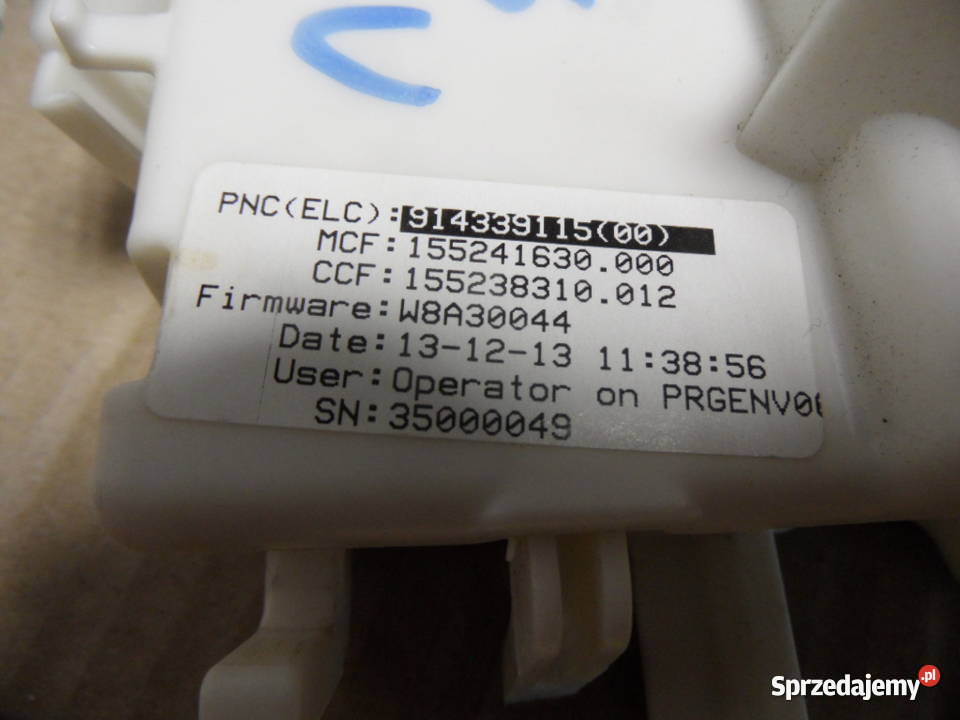 PNC(ELC):914339115(00)
MCF:155241630.000
CCF:155238310.012
Firmware:W8A30044
Date:13-12-13 11:38:56
User:Operator on PRGENV0
SN:35000049
Sprzedajemy.pl